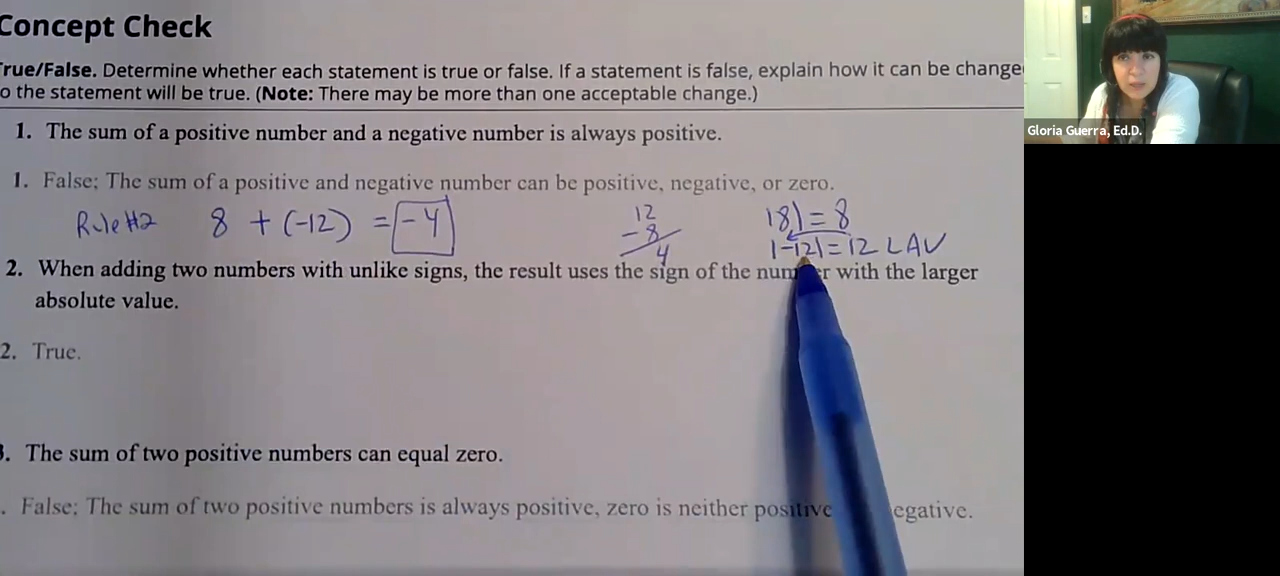 Concept Check
True/False. Determine whether each statement is true or false. If a statement is false, explain how it can be change
o the statement will be true. (Note: There may be more than one acceptable change.)
1. The sum of a positive number and a negative number is always positive.
1. False; The sum of a positive and negative number can be positive, negative, or zero.
Rule #2 8 + (-12) = -4
12
- 8
4
|8| = 8
|-12| = 12 LAV
2. When adding two numbers with unlike signs, the result uses the sign of the number with the larger
absolute value.
2. True.
3. The sum of two positive numbers can equal zero.
. False; The sum of two positive numbers is always positive, zero is neither positive egative.
Gloria Guerra, Ed.D.